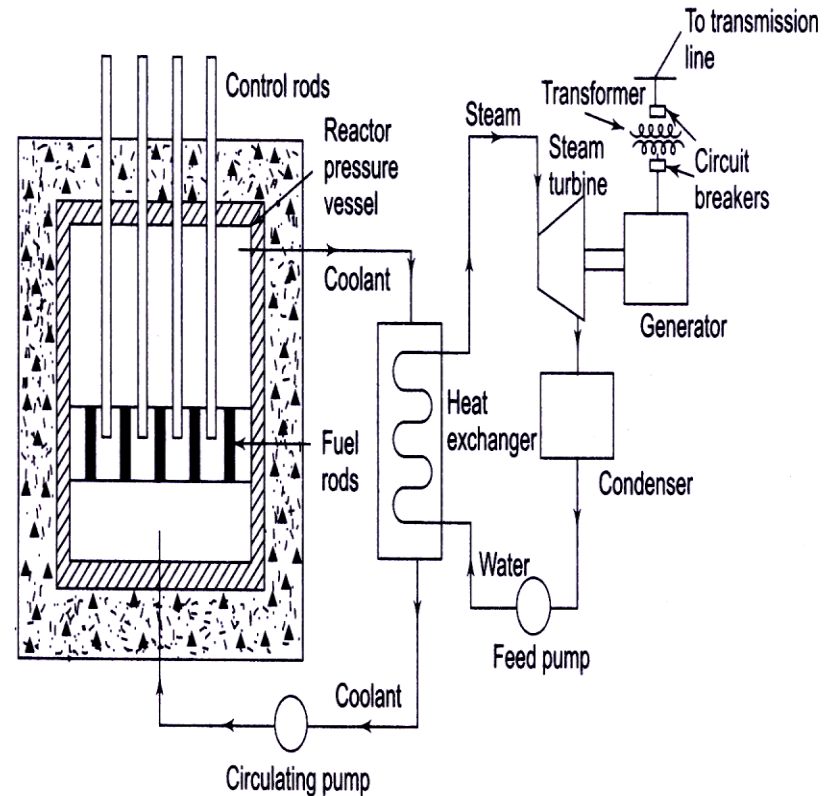 To transmission
line
Control rods
Transformer
Steam
Reactor
pressure
vessel
Steam
turbine
Circuit
breakers
Coolant
Generator
Heat
exchanger
Fuel
rods
Condenser
Water
Feed pump
Coolant
Circulating pump